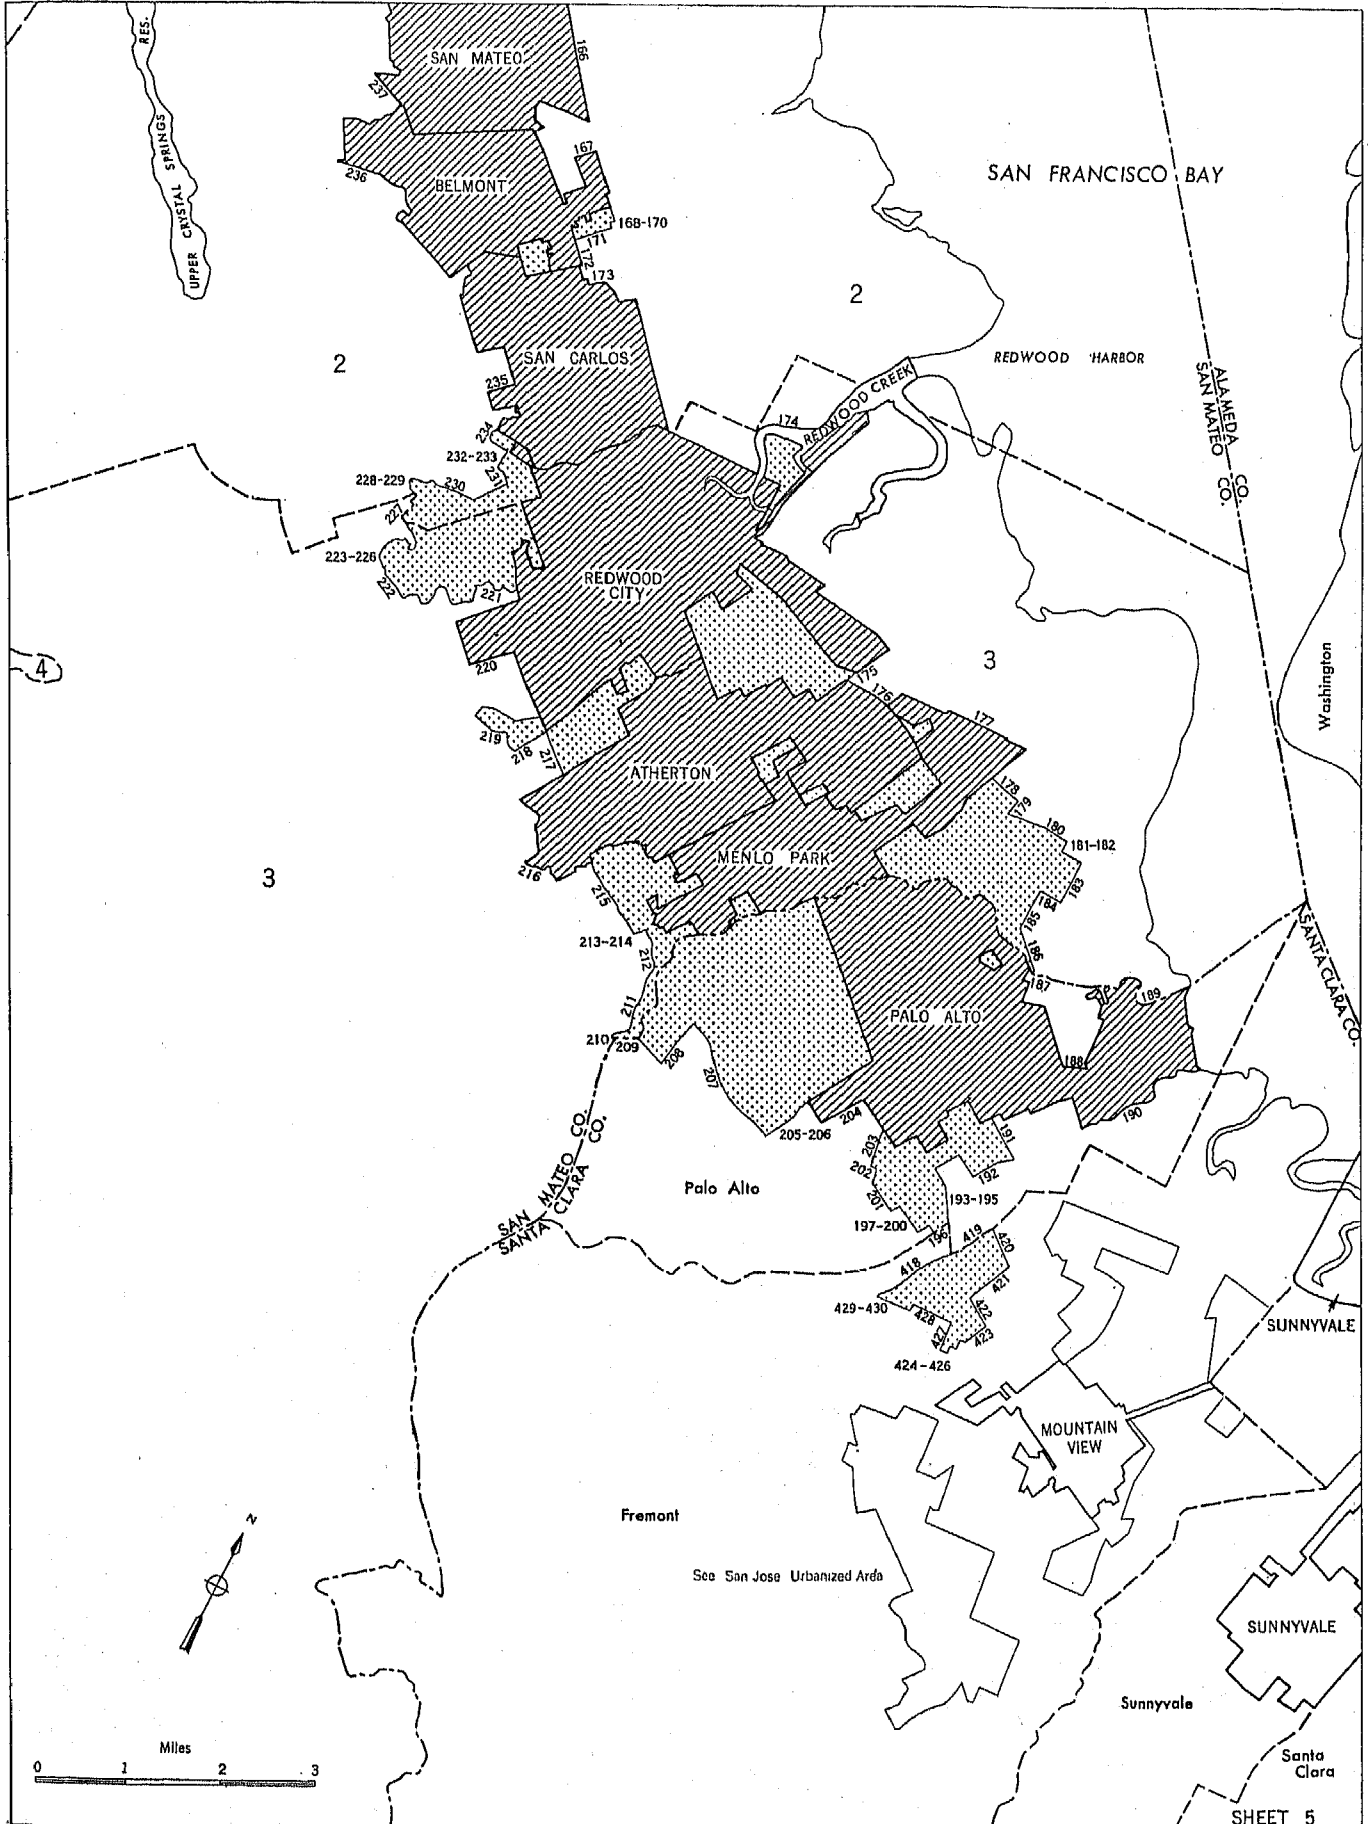 RES.
SAN MATEO
166
237
UPPER CRYSTAL SPRINGS
167
236
BELMONT
SAN FRANCISCO BAY
168-170
171
172
173
2
2
SAN CARLOS
REDWOOD HARBOR
235
ALAMEDA CO.
SAN MATEO CO.
REDWOOD CREEK
174
234
232-233
231
228-229
230
227
223-226
222
221
REDWOOD
CITY
4
220
3
175
176
177
Washington
219
218
217
ATHERTON
178
179
180
181-182
MENLO PARK
183
216
3
215
184
185
213-214
212
186
187
SANTA CLARA CO.
189
211
PALO ALTO
210
209
208
188
207
204
190
205-206
203
191
202
192
SAN MATEO CO.
SANTA CLARA CO.
Palo Alto
201
193-195
197-200
196
419
420
418
421
429-430
428
422
427
423
424-426
SUNNYVALE
MOUNTAIN
VIEW
Fremont
N
See San Jose Urbanized Area
SUNNYVALE
Sunnyvale
Miles
0 1 2 3
Santa
Clara
SHEET 5